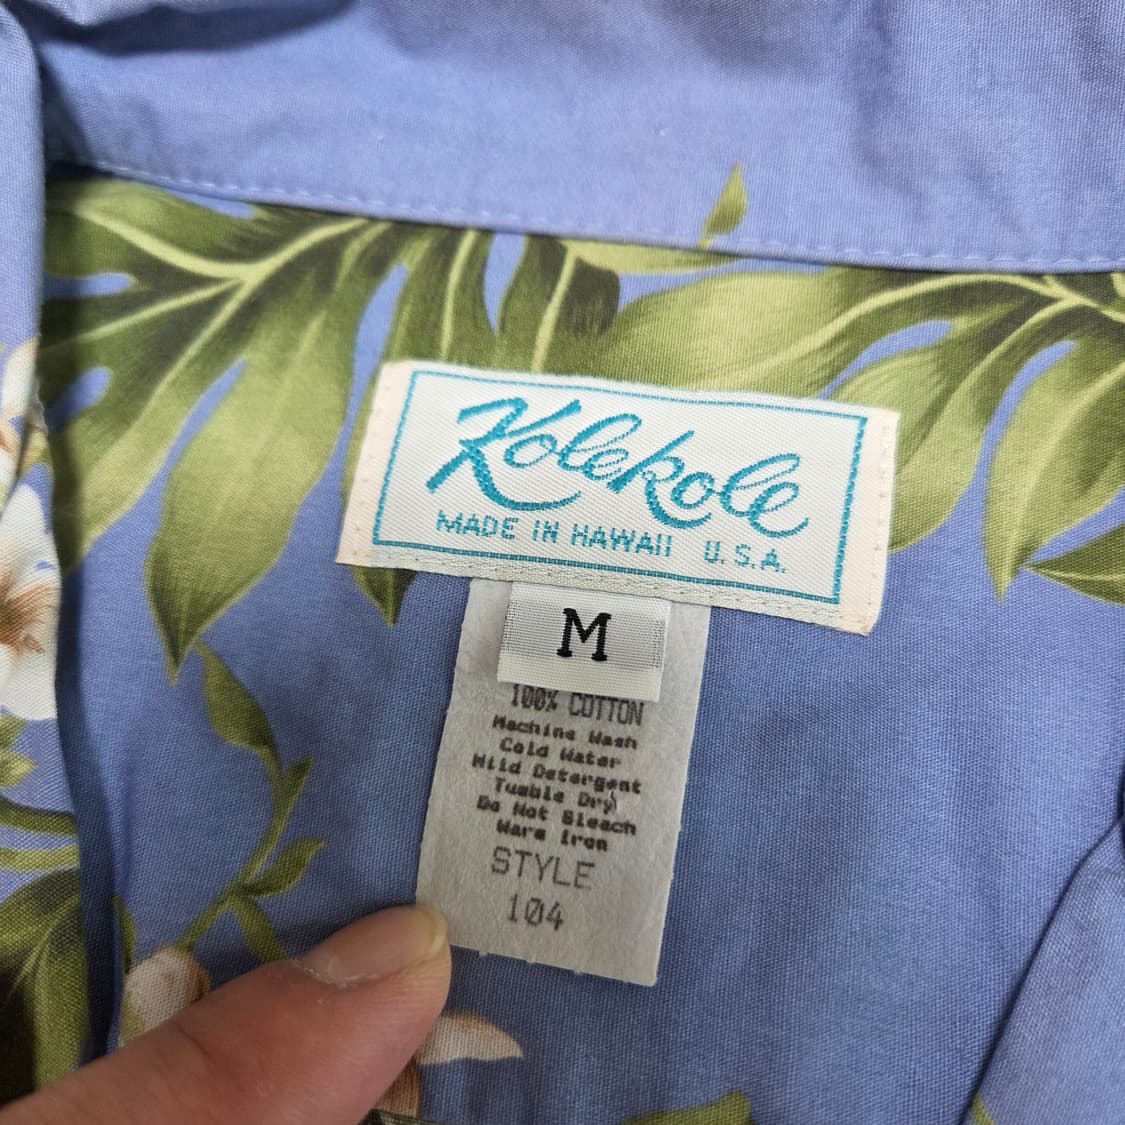 Kolekole
MADE IN HAWAII U.S.A.
M
100% COTTON
Machine Wash
Cold Water
Mild Detergent
Tumble Dry
Do Not Bleach
Warm Iron
STYLE
104